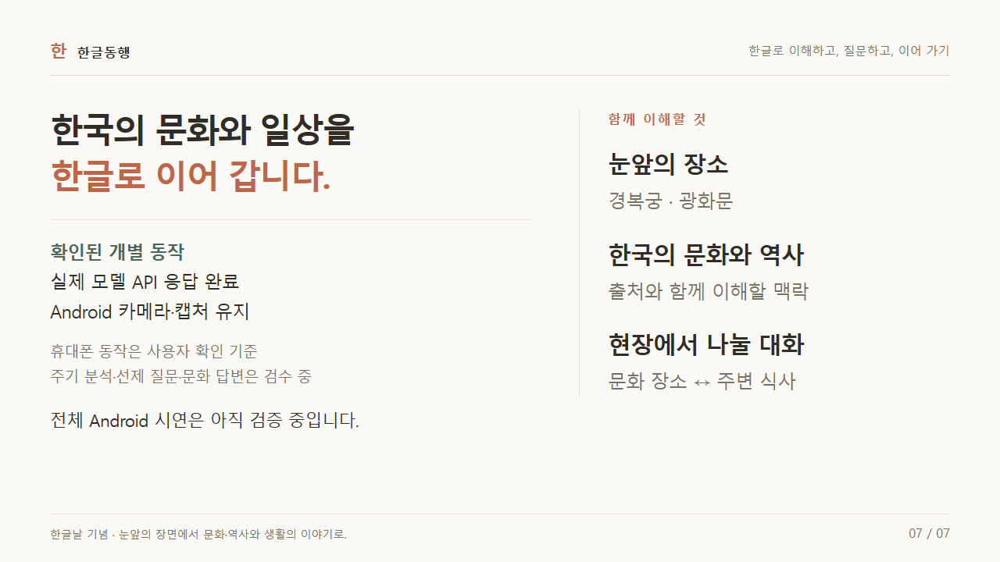 한 한글동행
한글로 이해하고, 질문하고, 이어 가기
한국의 문화와 일상을
한글로 이어 갑니다.
확인된 개별 동작
실제 모델 API 응답 완료
Android 카메라·캡처 유지
휴대폰 동작은 사용자 확인 기준
주기 분석·선제 질문·문화 답변은 검수 중
전체 Android 시연은 아직 검증 중입니다.
함께 이해할 것
눈앞의 장소
경복궁 · 광화문
한국의 문화와 역사
출처와 함께 이해할 맥락
현장에서 나눌 대화
문화 장소 ↔ 주변 식사
한글날 기념 · 눈앞의 장면에서 문화·역사와 생활의 이야기로.
07 / 07